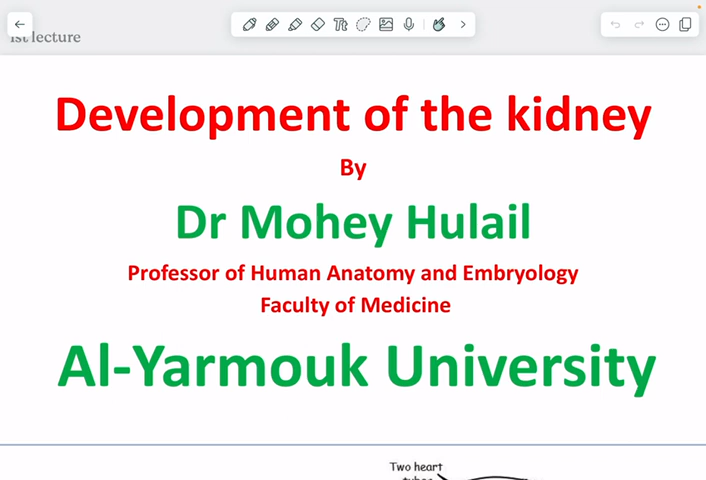 1st lecture
Development of the kidney
By
Dr Mohey Hulail
Professor of Human Anatomy and Embryology
Faculty of Medicine
Al-Yarmouk University
Two heart
tubes